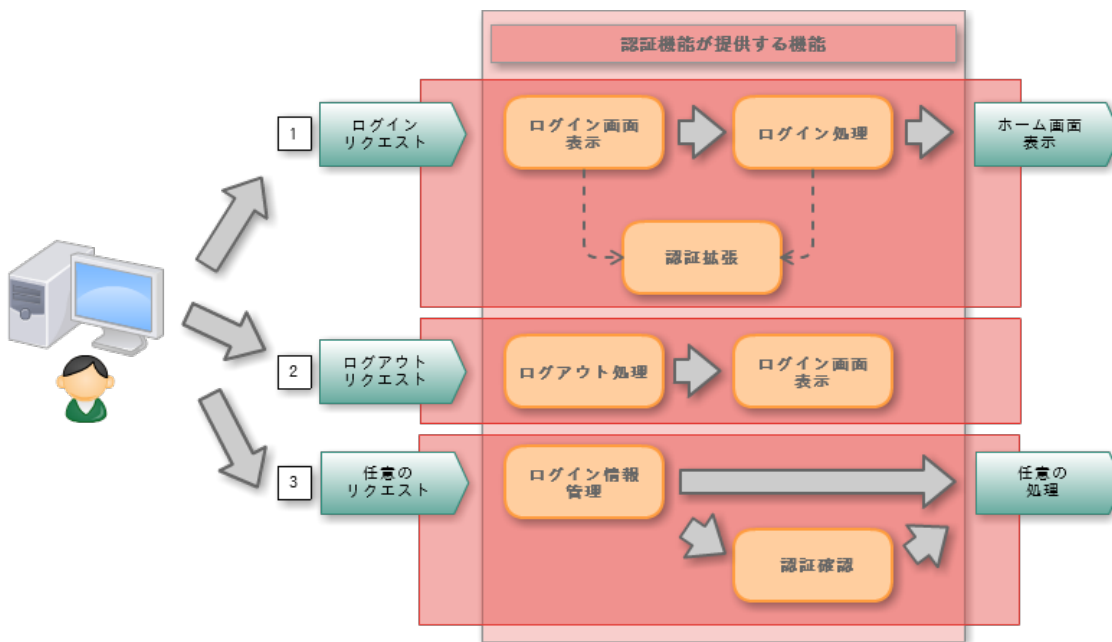 認証機能が提供する機能
1
ログイン
リクエスト
ログイン画面
表示
ログイン処理
ホーム画面
表示
認証拡張
2
ログアウト
リクエスト
ログアウト処理
ログイン画面
表示
3
任意の
リクエスト
ログイン情報
管理
任意の
処理
認証確認